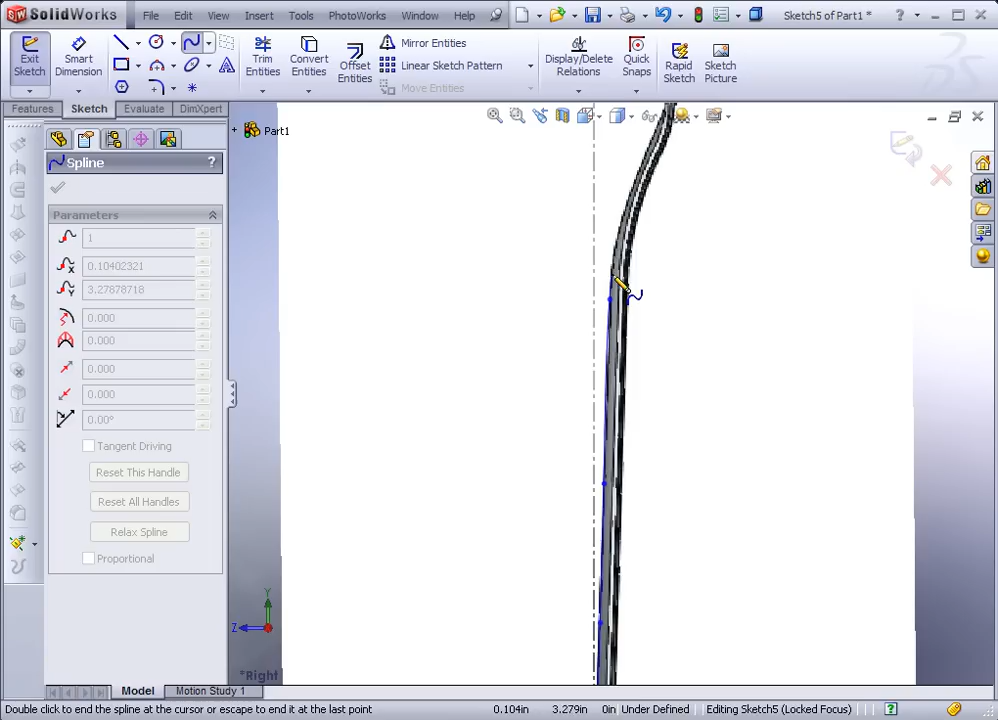 SolidWorks
File Edit View Insert Tools PhotoWorks Window Help
Sketch5 of Part1 *
Exit Sketch
Smart Dimension
Trim Entities
Convert Entities
Offset Entities
Mirror Entities
Linear Sketch Pattern
Move Entities
Display/Delete Relations
Quick Snaps
Rapid Sketch
Sketch Picture
Features Sketch Evaluate DimXpert
Part1
Spline ?
Parameters
1
0.10402321
3.27878718
0.000
0.000
0.000
0.000
0.00°
Tangent Driving
Reset This Handle
Reset All Handles
Relax Spline
Proportional
Y
Z
*Right
Model Motion Study 1
Double click to end the spline at the cursor or escape to end it at the last point 0.104in 3.279in 0in Under Defined Editing Sketch5 (Locked Focus) ?